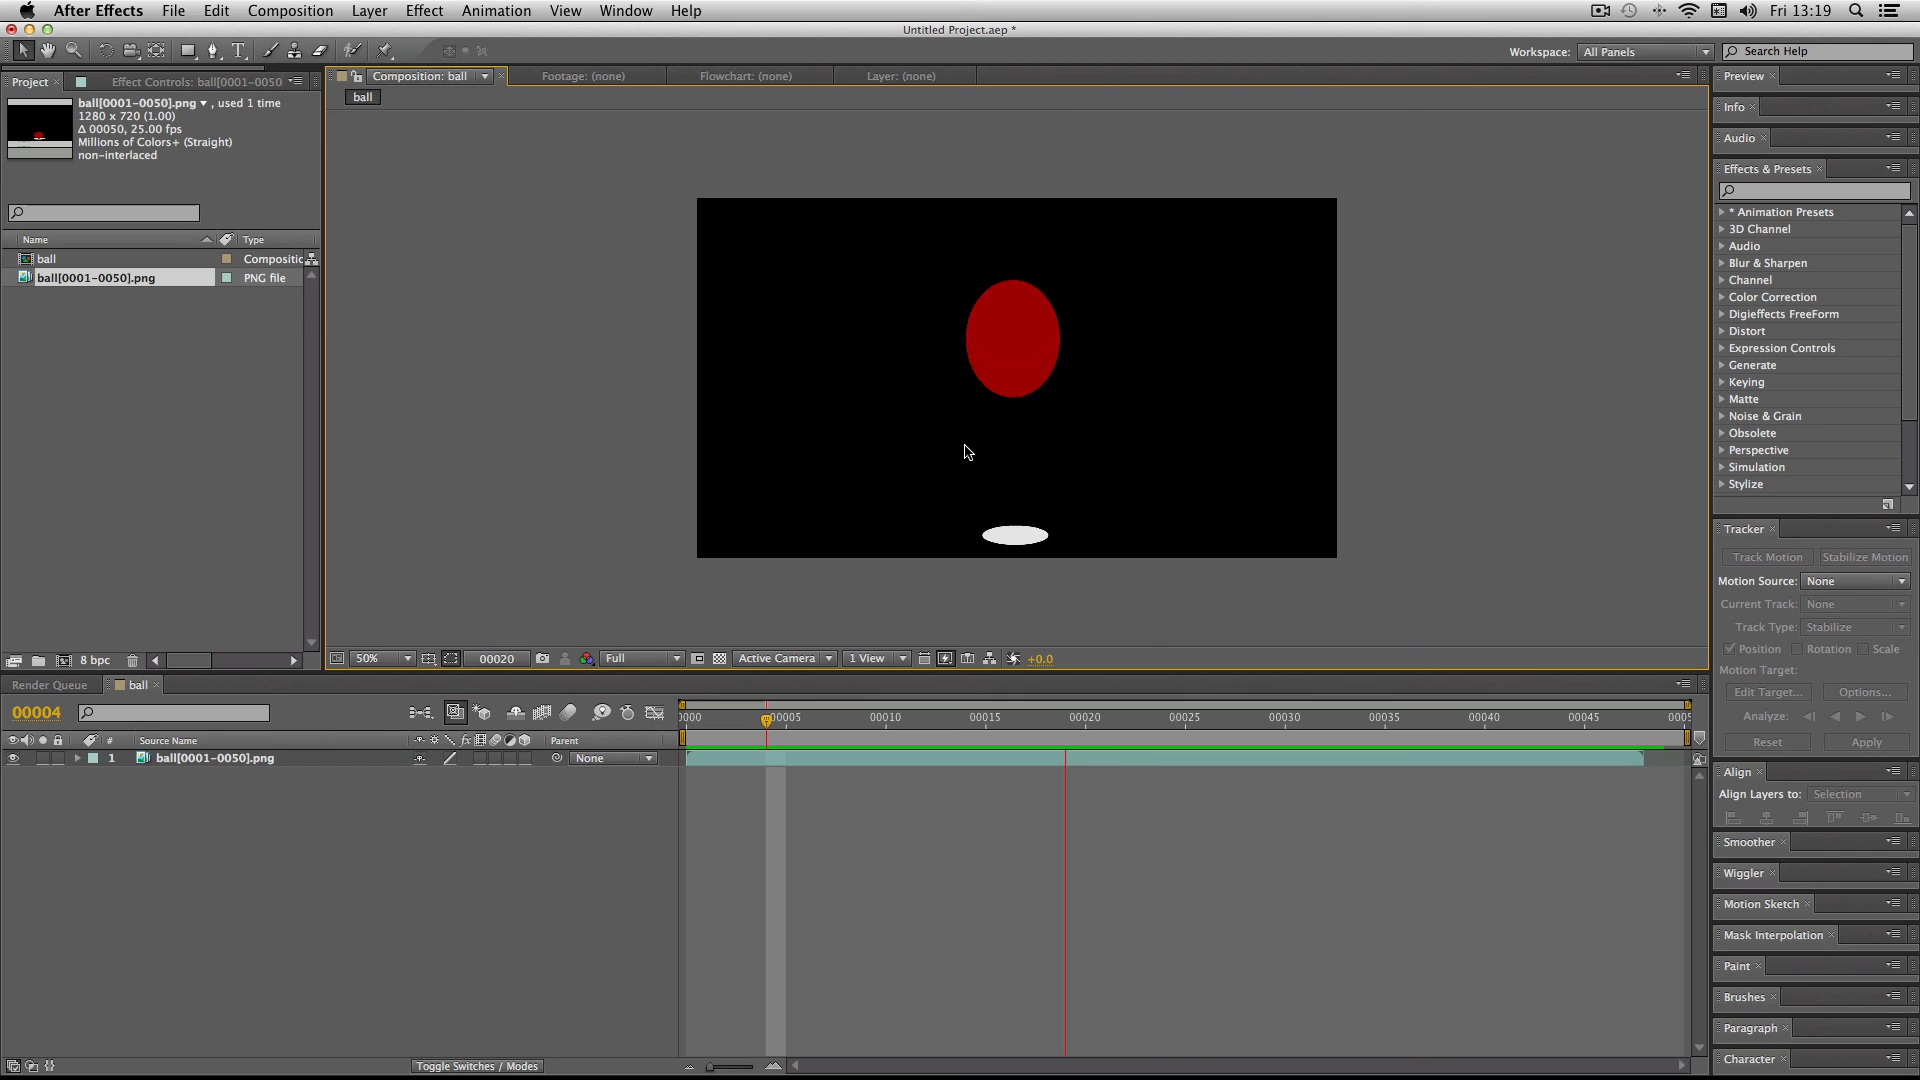 After Effects File Edit Composition Layer Effect Animation View Window Help Fri 13:19
Untitled Project.aep *
Workspace: All Panels Search Help
Project Effect Controls: ball[0001-0050] Composition: ball Footage: (none) Flowchart: (none) Layer: (none) Preview
ball
ball[0001-0050].png , used 1 time
1280 x 720 (1.00)
Δ 00050, 25.00 fps
Millions of Colors+ (Straight)
non-interlaced
Name Type
ball Compositic
ball[0001-0050].png PNG file
8 bpc
50% 00020 Full Active Camera 1 View +0.0
Info
Audio
Effects & Presets
* Animation Presets
3D Channel
Audio
Blur & Sharpen
Channel
Color Correction
Digieffects FreeForm
Distort
Expression Controls
Generate
Keying
Matte
Noise & Grain
Obsolete
Perspective
Simulation
Stylize
Tracker
Track Motion Stabilize Motion
Motion Source: None
Current Track: None
Track Type: Stabilize
Position Rotation Scale
Motion Target:
Edit Target... Options...
Analyze:
Reset Apply
Align
Align Layers to: Selection
Smoother
Wiggler
Motion Sketch
Mask Interpolation
Paint
Brushes
Paragraph
Character
Render Queue ball
00004 0000 00005 00010 00015 00020 00025 00030 00035 00040 00045 0005
# Source Name fx Parent
1 ball[0001-0050].png None
Toggle Switches / Modes